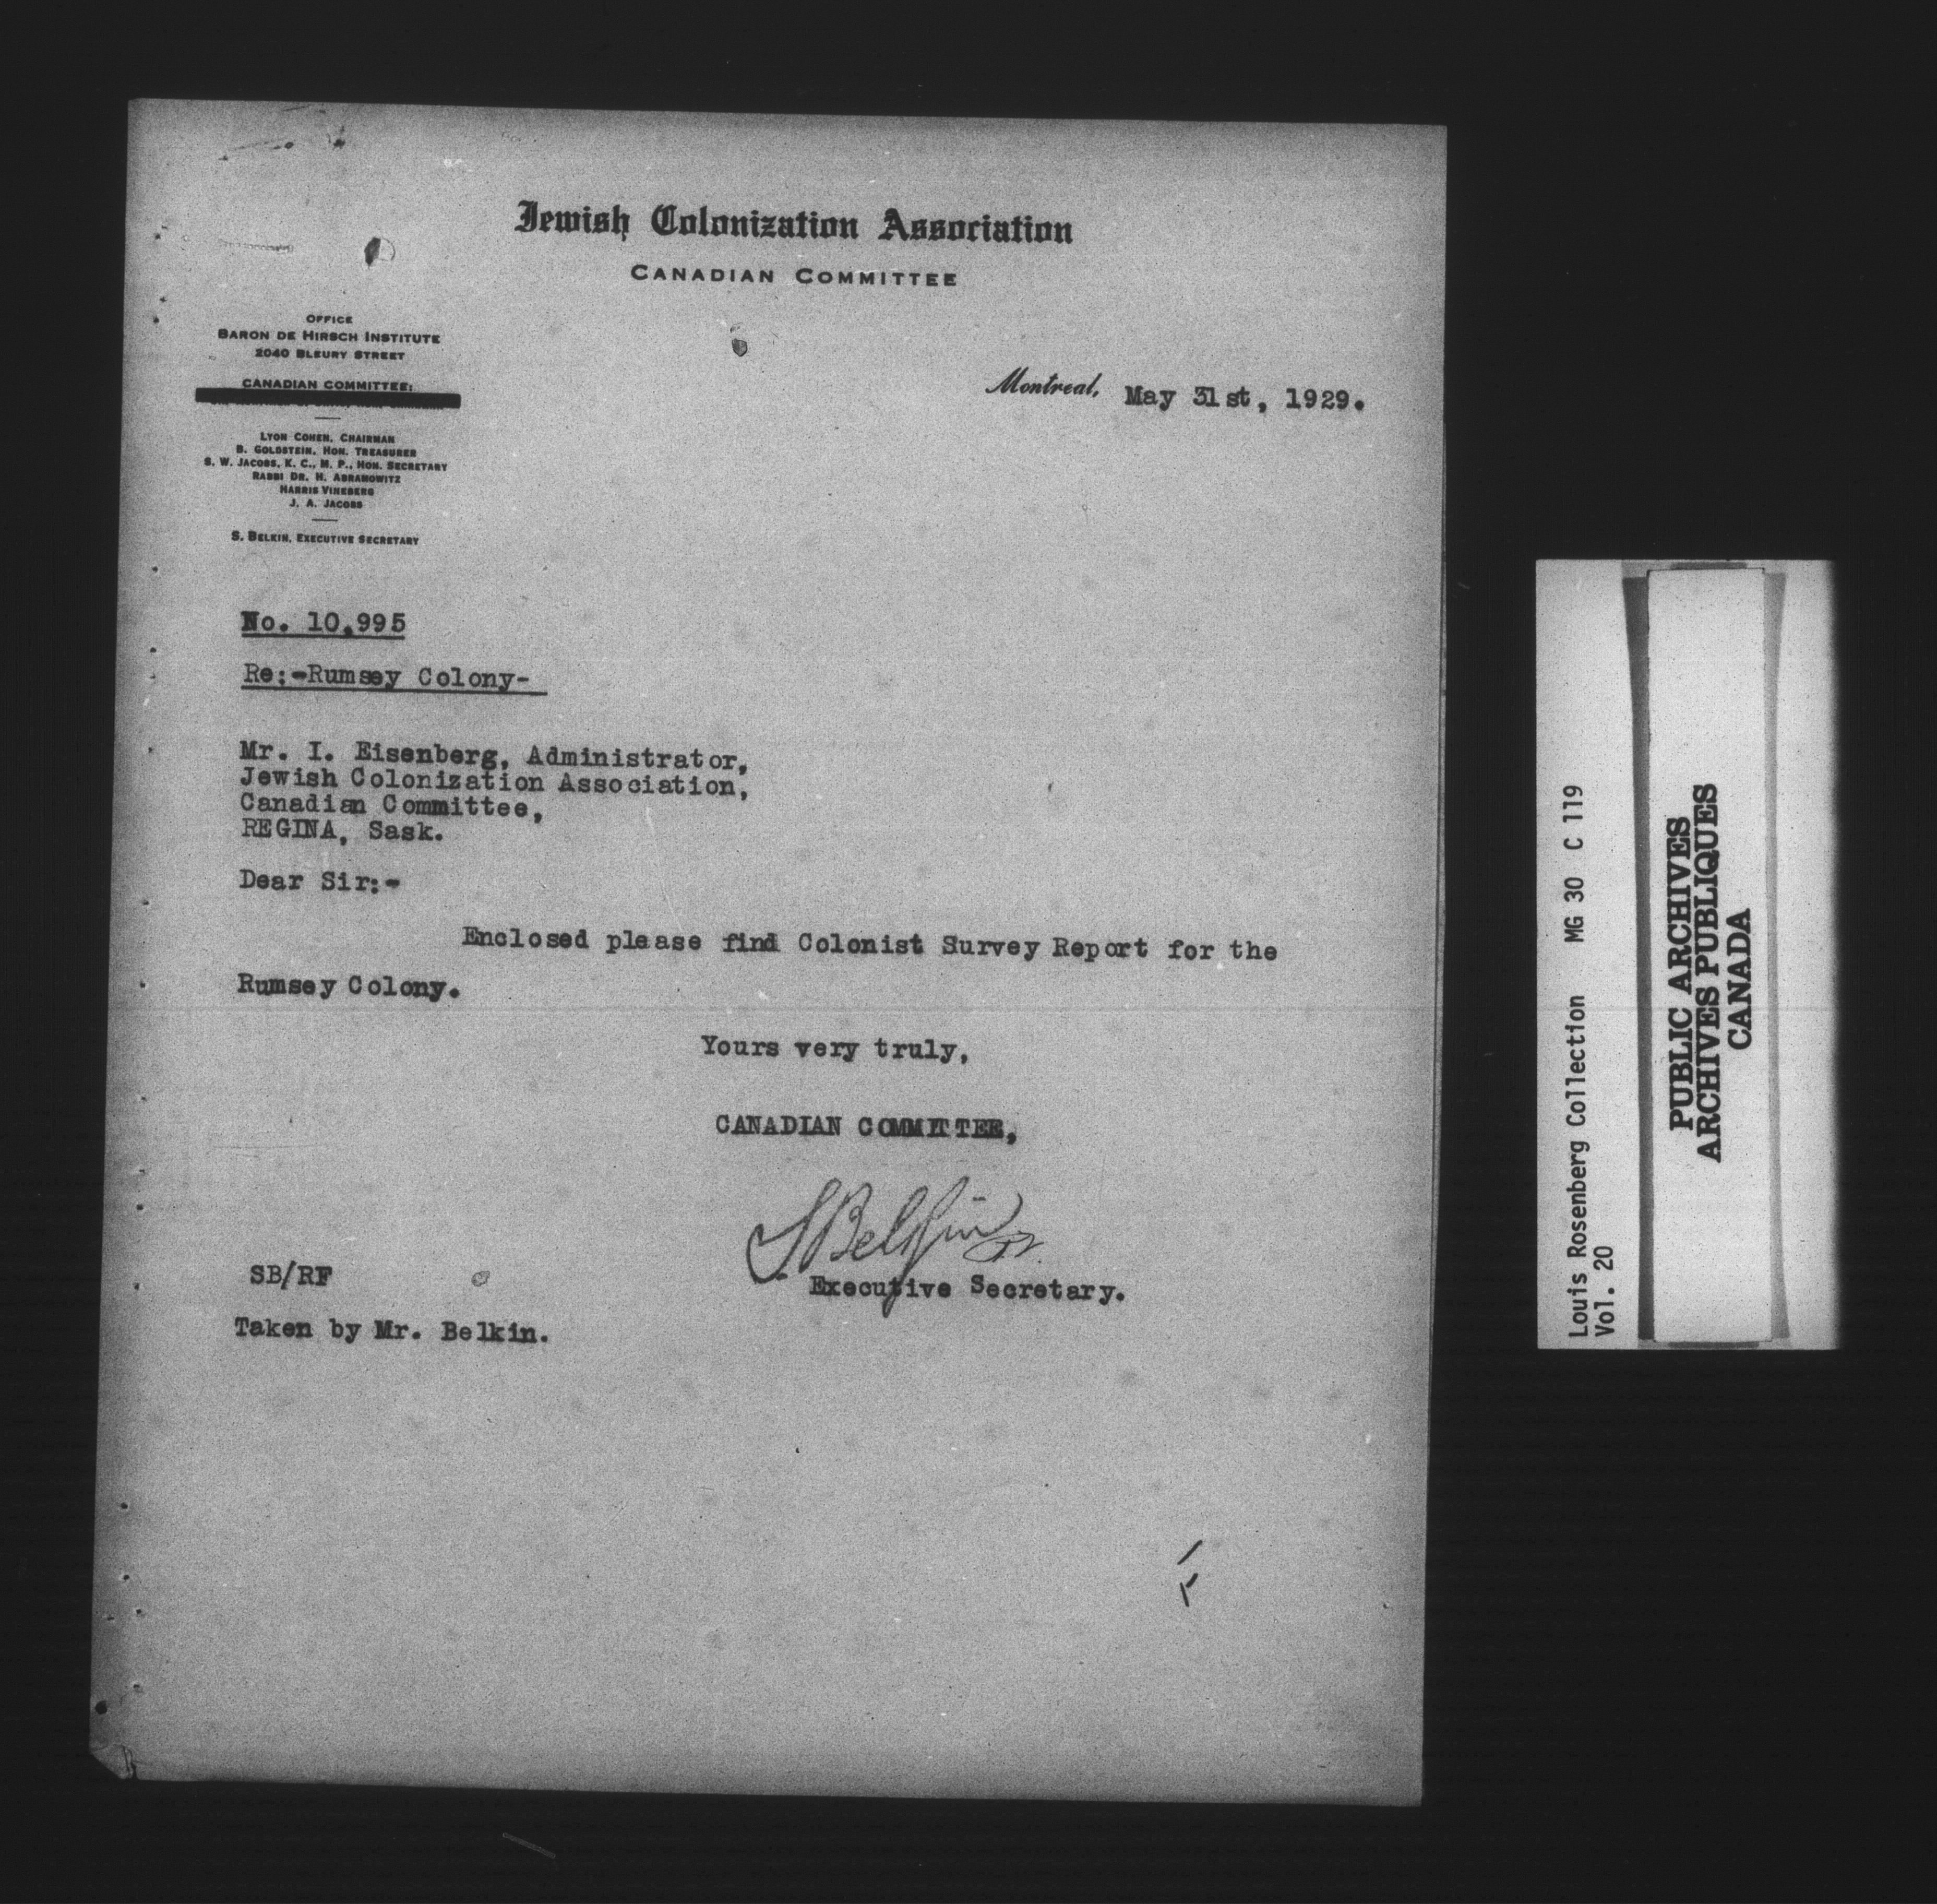 Jewish Colonization Association
CANADIAN COMMITTEE
OFFICE
BARON DE HIRSCH INSTITUTE
2040 BLEURY STREET
CANADIAN COMMITTEE:
Montreal, May 31st, 1929.
LYON COHEN, CHAIRMAN
B. GOLDSTEIN, HON. TREASURER
S. W. JACOBS, K. C., M. P., HON. SECRETARY
RABBI DR. H. ABRAMOWITZ
HARRIS VINEBERG
J. A. JACOBS
S. BELKIN, EXECUTIVE SECRETARY
No. 10,995
Re:-Rumsey Colony-
Mr. I. Eisenberg, Administrator,
Jewish Colonization Association,
Canadian Committee,
REGINA, Sask.
Dear Sir:-
Enclosed please find Colonist Survey Report for the
Rumsey Colony.
Yours very truly,
CANADIAN COMMITTEE,
S Belkin
Executive Secretary.
SB/RF
Taken by Mr. Belkin.
Louis Rosenberg Collection MG 30 C 119
Vol. 20
PUBLIC ARCHIVES
ARCHIVES PUBLIQUES
CANADA